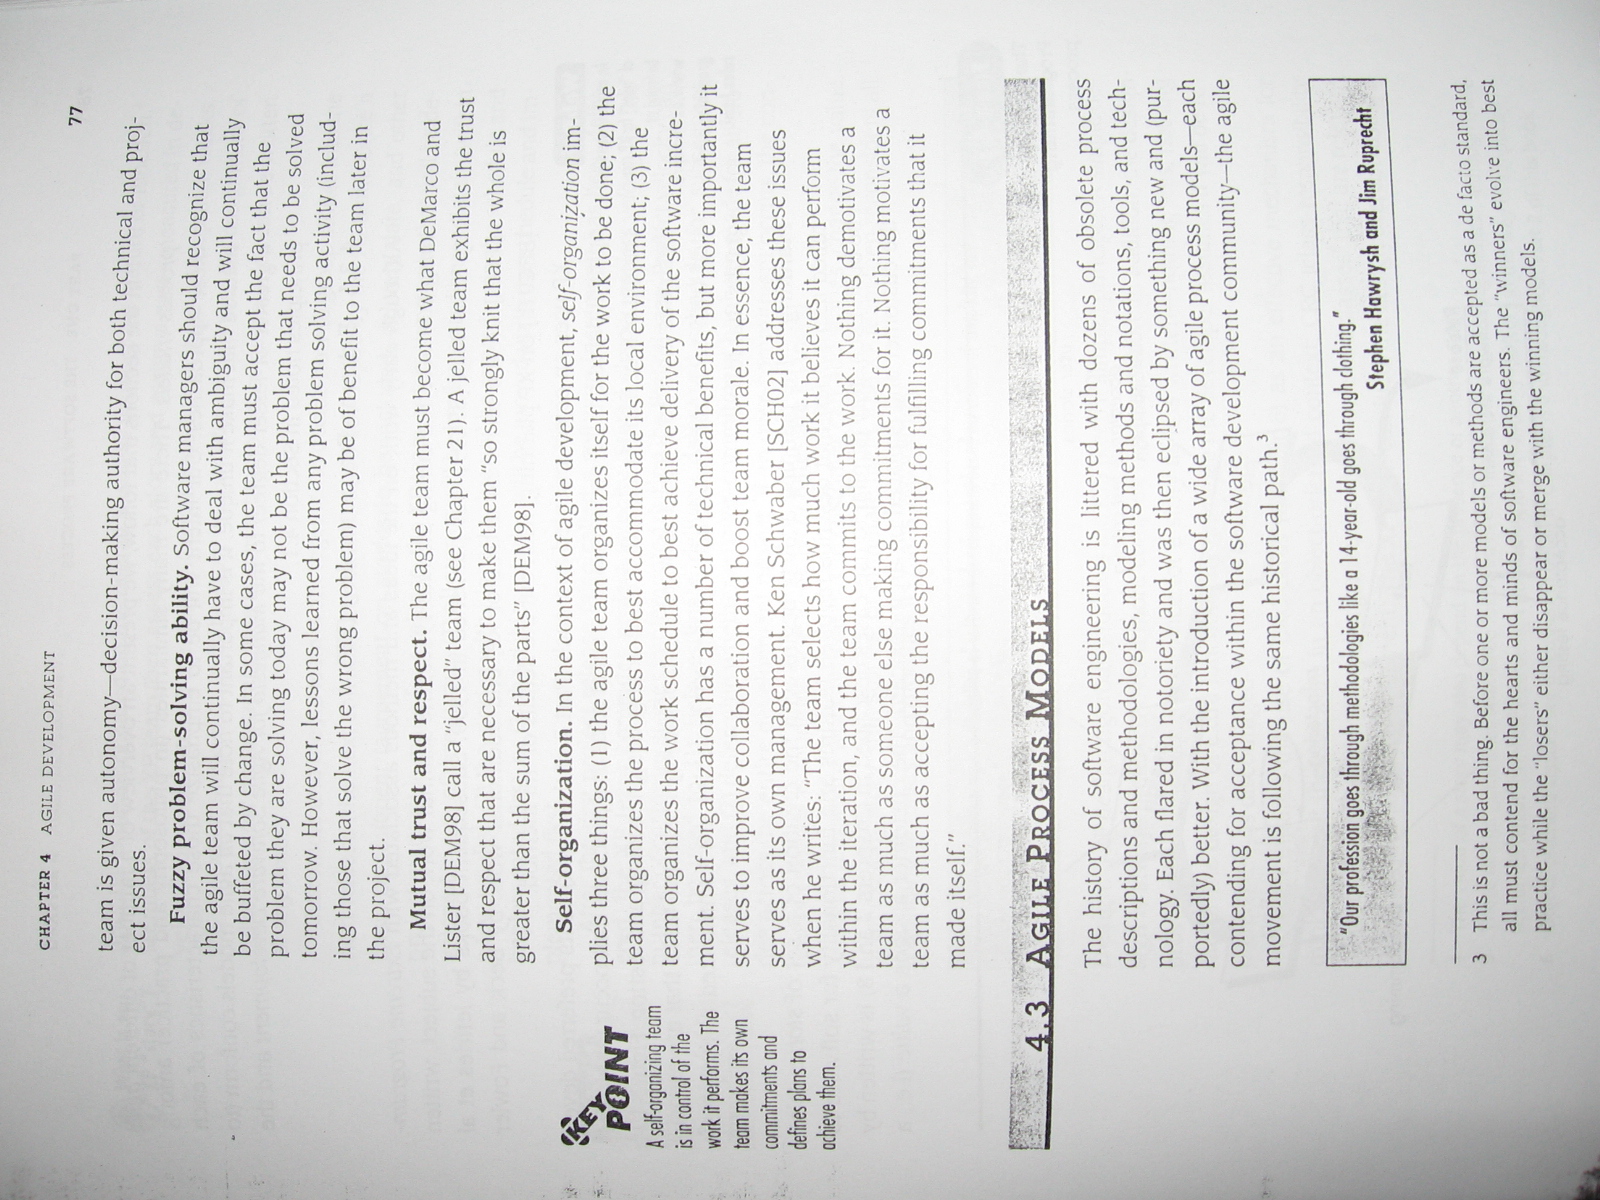 CHAPTER 4 AGILE DEVELOPMENT
77
team is given autonomy—decision-making authority for both technical and proj-
ect issues.
Fuzzy problem-solving ability. Software managers should recognize that
the agile team will continually have to deal with ambiguity and will continually
be buffeted by change. In some cases, the team must accept the fact that the
problem they are solving today may not be the problem that needs to be solved
tomorrow. However, lessons learned from any problem solving activity (includ-
ing those that solve the wrong problem) may be of benefit to the team later in
the project.
Mutual trust and respect. The agile team must become what DeMarco and
Lister [DEM98] call a "jelled" team (see Chapter 21). A jelled team exhibits the trust
and respect that are necessary to make them "so strongly knit that the whole is
greater than the sum of the parts" [DEM98].
Self-organization. In the context of agile development, self-organization im-
plies three things: (1) the agile team organizes itself for the work to be done; (2) the
team organizes the process to best accommodate its local environment; (3) the
team organizes the work schedule to best achieve delivery of the software incre-
ment. Self-organization has a number of technical benefits, but more importantly it
serves to improve collaboration and boost team morale. In essence, the team
serves as its own management. Ken Schwaber [SCH02] addresses these issues
when he writes: "The team selects how much work it believes it can perform
within the iteration, and the team commits to the work. Nothing demotivates a
team as much as someone else making commitments for it. Nothing motivates a
team as much as accepting the responsibility for fulfilling commitments that it
made itself."
KEY
POINT
A self-organizing team
is in control of the
work it performs. The
team makes its own
commitments and
defines plans to
achieve them.
4.3 AGILE PROCESS MODELS
The history of software engineering is littered with dozens of obsolete process
descriptions and methodologies, modeling methods and notations, tools, and tech-
nology. Each flared in notoriety and was then eclipsed by something new and (pur-
portedly) better. With the introduction of a wide array of agile process models—each
contending for acceptance within the software development community—the agile
movement is following the same historical path.3
"Our profession goes through methodologies like a 14-year-old goes through clothing."
Stephen Hawrysh and Jim Ruprecht
3 This is not a bad thing. Before one or more models or methods are accepted as a de facto standard,
all must contend for the hearts and minds of software engineers. The "winners" evolve into best
practice while the "losers" either disappear or merge with the winning models.